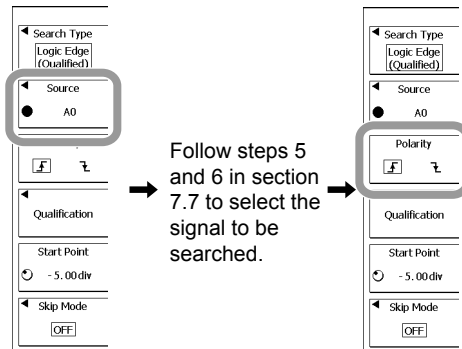 Search Type
Logic Edge
(Qualified)
Source
A0
Qualification
Start Point
-5.00div
Skip Mode
OFF
Follow steps 5
and 6 in section
7.7 to select the
signal to be
searched.
Search Type
Logic Edge
(Qualified)
Source
A0
Polarity
Qualification
Start Point
-5.00div
Skip Mode
OFF